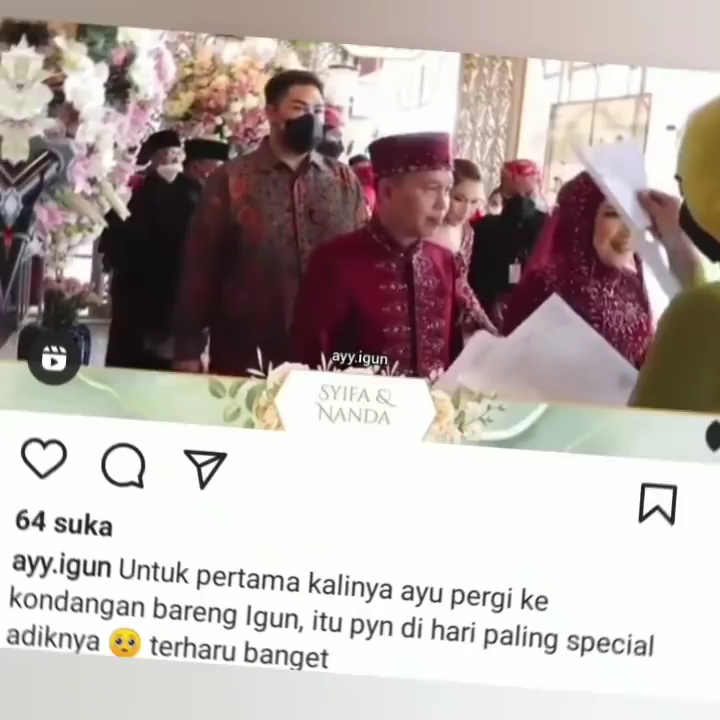 ayy.igun
SYIFA &
NANDA
64 suka
ayy.igun Untuk pertama kalinya ayu pergi ke
kondangan bareng Igun, itu pyn di hari paling special
adiknya 🥺 terharu banget